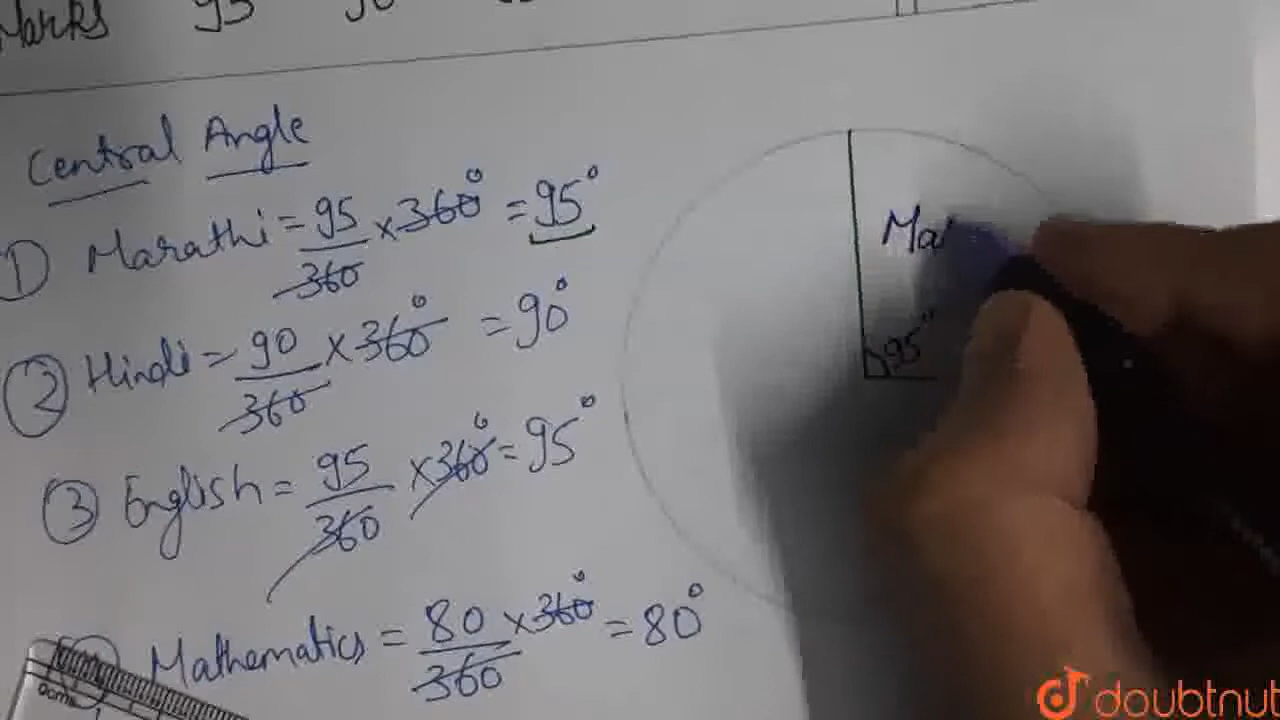 Marks 95 90
Central Angle
① Marathi = 95/360 × 360° = 95°
② Hindi = 90/360 × 360° = 90°
③ English = 95/360 × 360° = 95°
Mathematics = 80/360 × 360° = 80°
Ma
95°
doubtnut